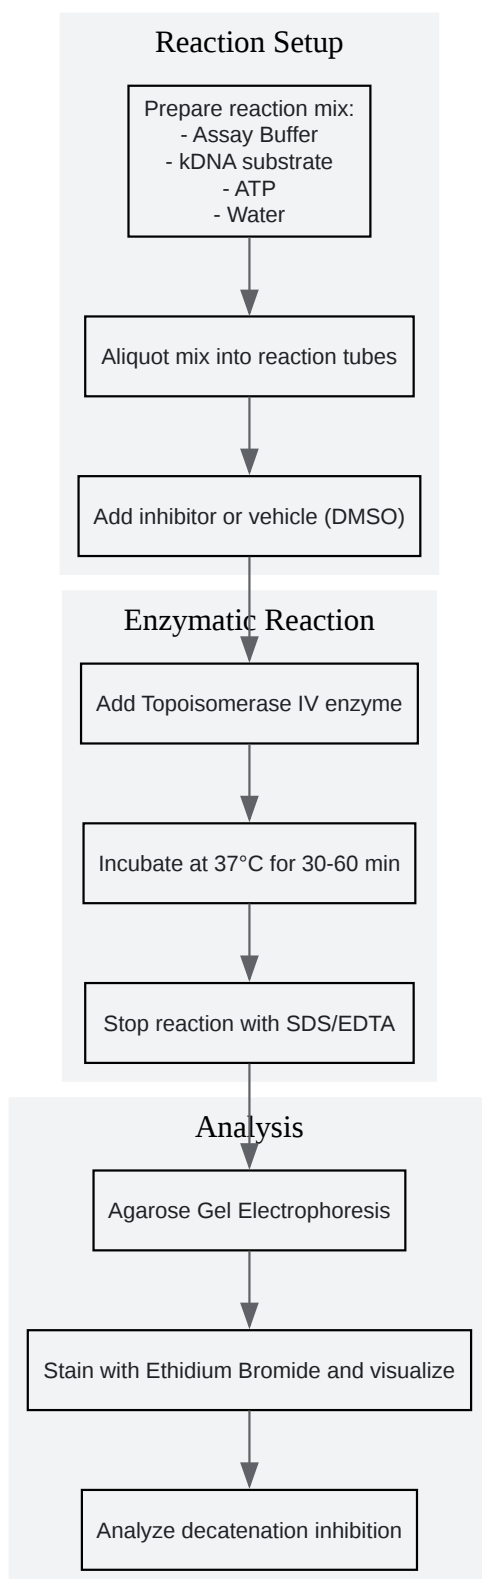 Reaction Setup
Prepare reaction mix:
- Assay Buffer
- kDNA substrate
- ATP
- Water
Aliquot mix into reaction tubes
Add inhibitor or vehicle (DMSO)
Enzymatic Reaction
Add Topoisomerase IV enzyme
Incubate at 37°C for 30-60 min
Stop reaction with SDS/EDTA
Analysis
Agarose Gel Electrophoresis
Stain with Ethidium Bromide and visualize
Analyze decatenation inhibition